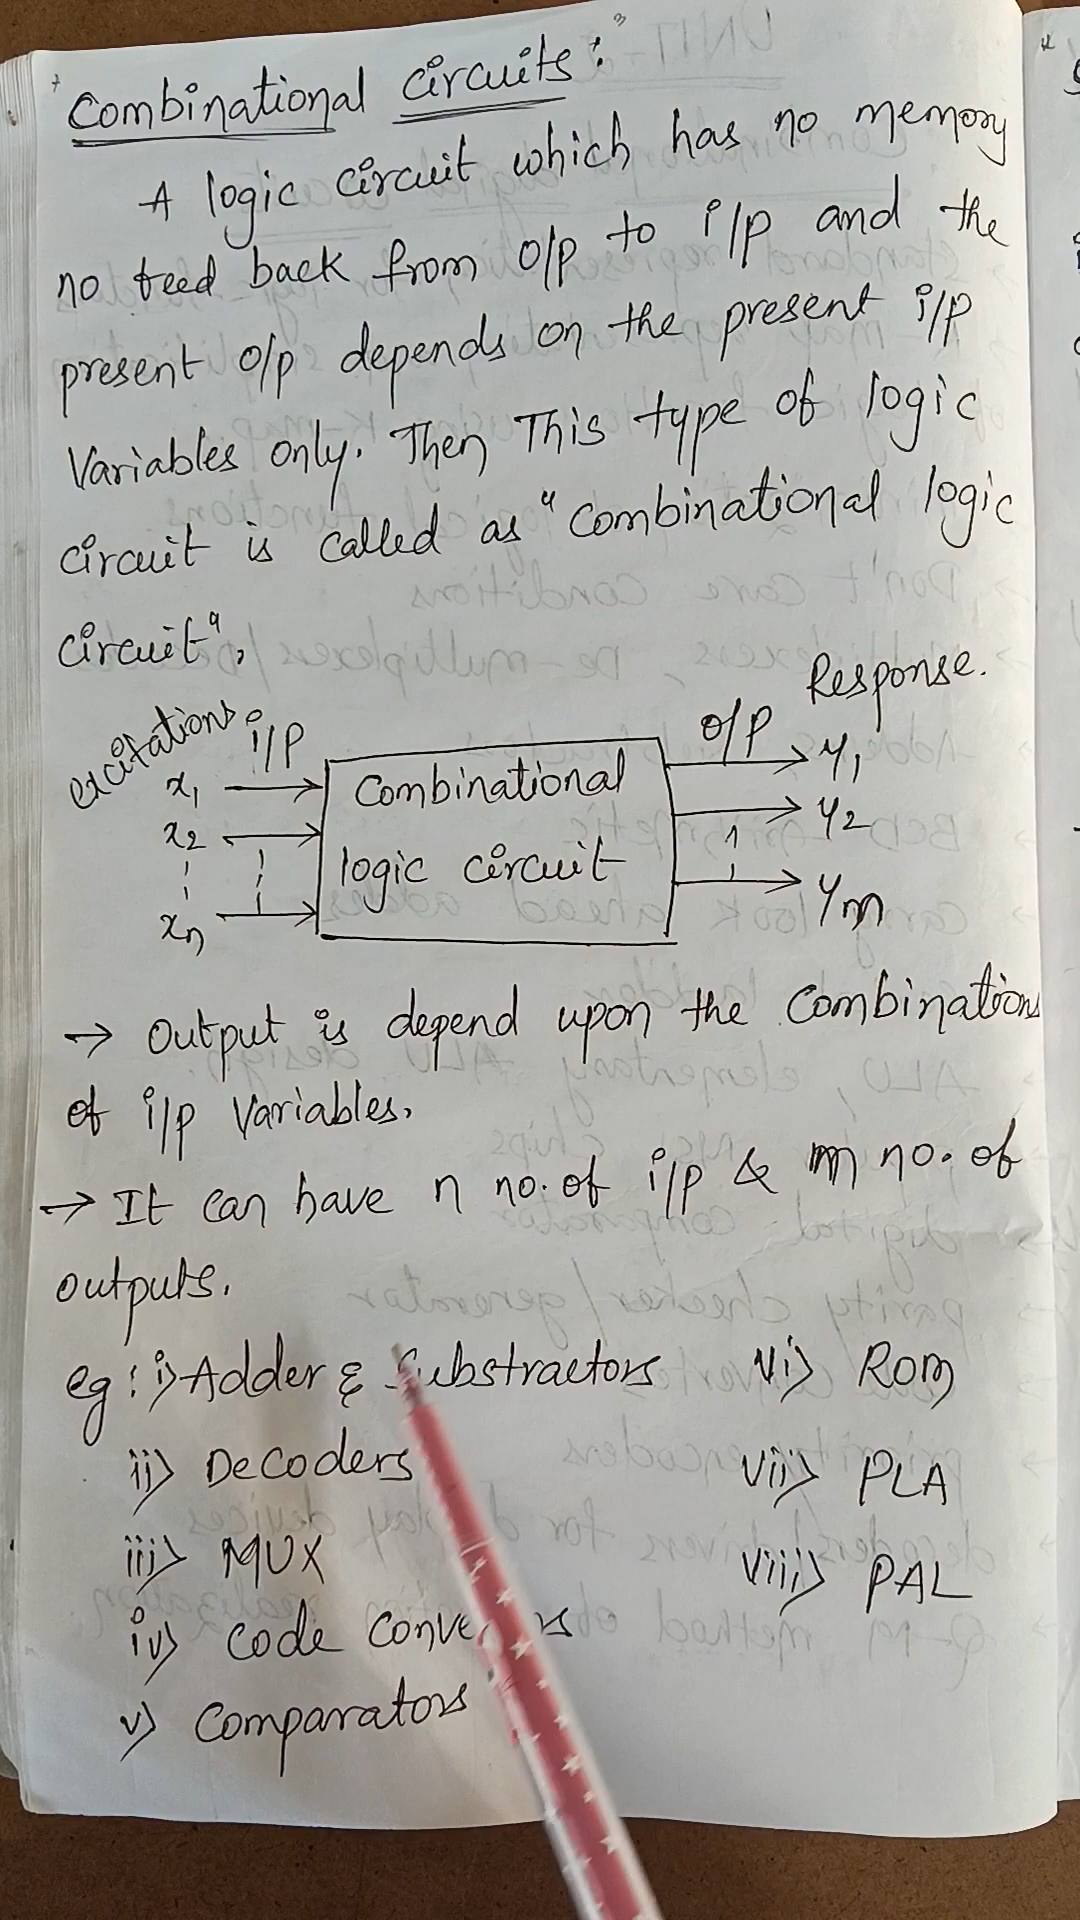 "Combinational circuits:"
A logic circuit which has no memory
no feed back from o/p to i/p and the
present o/p depends on the present i/p
Variables only. Then This type of logic
circuit is called as "Combinational logic
circuit",
Response.
excitations i/p o/p
x1 Combinational y1
x2 logic circuit y2
xn ym
→ Output is depend upon the Combinations
of i/p Variables.
→ It can have n no. of i/p & m no. of
outputs.
eg: i) Adder & Substractors vi) ROM
ii) Decoders vii) PLA
iii) MUX viii) PAL
iv) Code
v) Comparators